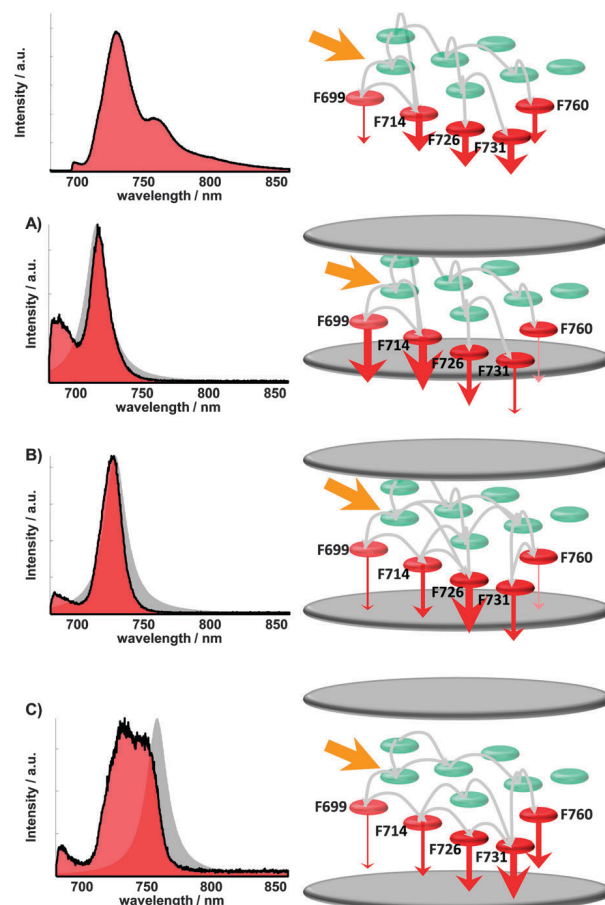 Intensity / a.u.
700 750 800 850
wavelength / nm
F699
F714
F726
F731
F760
A)
Intensity / a.u.
700 750 800 850
wavelength / nm
F699
F714
F726
F731
F760
B)
Intensity / a.u.
700 750 800 850
wavelength / nm
F699
F714
F726
F731
F760
C)
Intensity / a.u.
700 750 800 850
wavelength / nm
F699
F714
F726
F731
F760